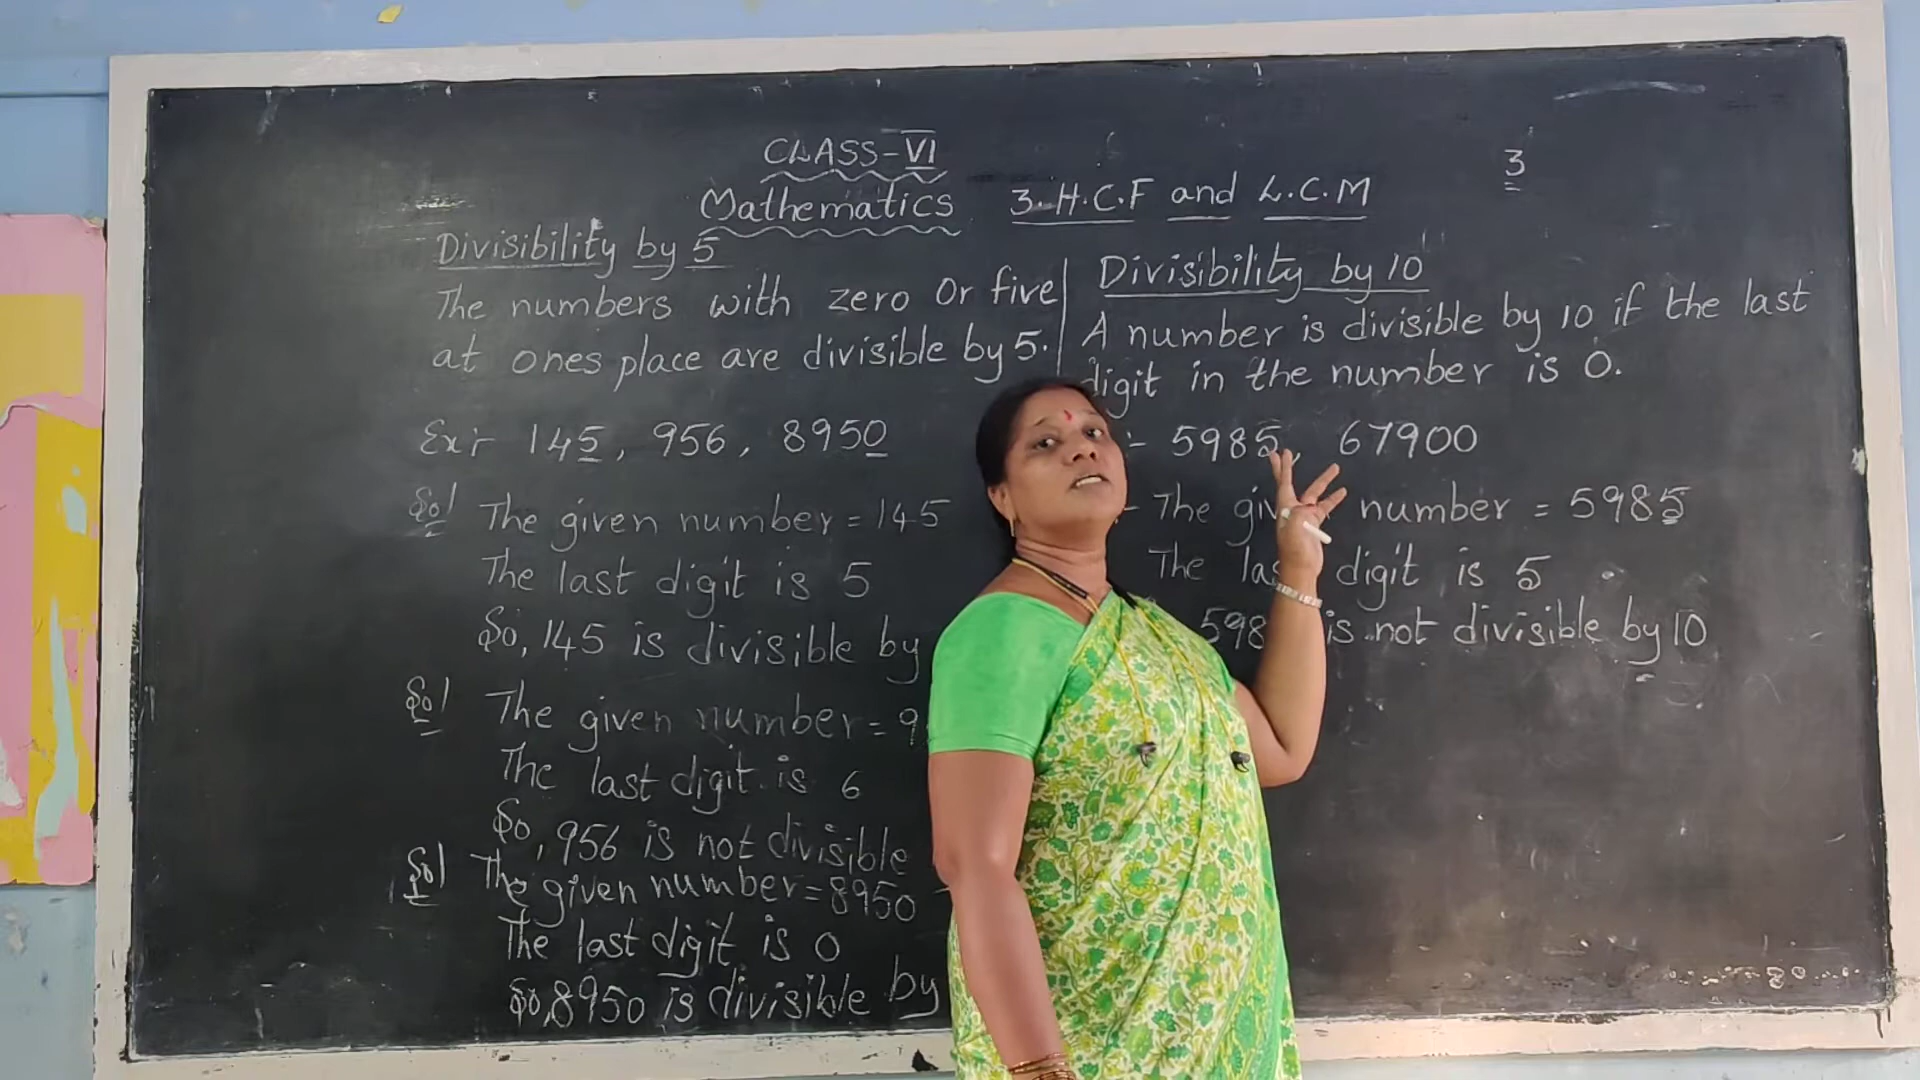 CLASS-VI
3
Mathematics 3. H.C.F and L.C.M
Divisibility by 5
The numbers with zero Or five
at ones place are divisible by 5.
Ex:- 145, 956, 8950
Sol The given number = 145
The last digit is 5
So, 145 is divisible by
Sol The given number = 9
The last digit is 6
So, 956 is not divisible
Sol The given number = 8950
The last digit is 0
So, 8950 is divisible by
Divisibility by 10
A number is divisible by 10 if the last
digit in the number is 0.
:- 5985, 67900
The given number = 5985
The last digit is 5
598 is not divisible by 10